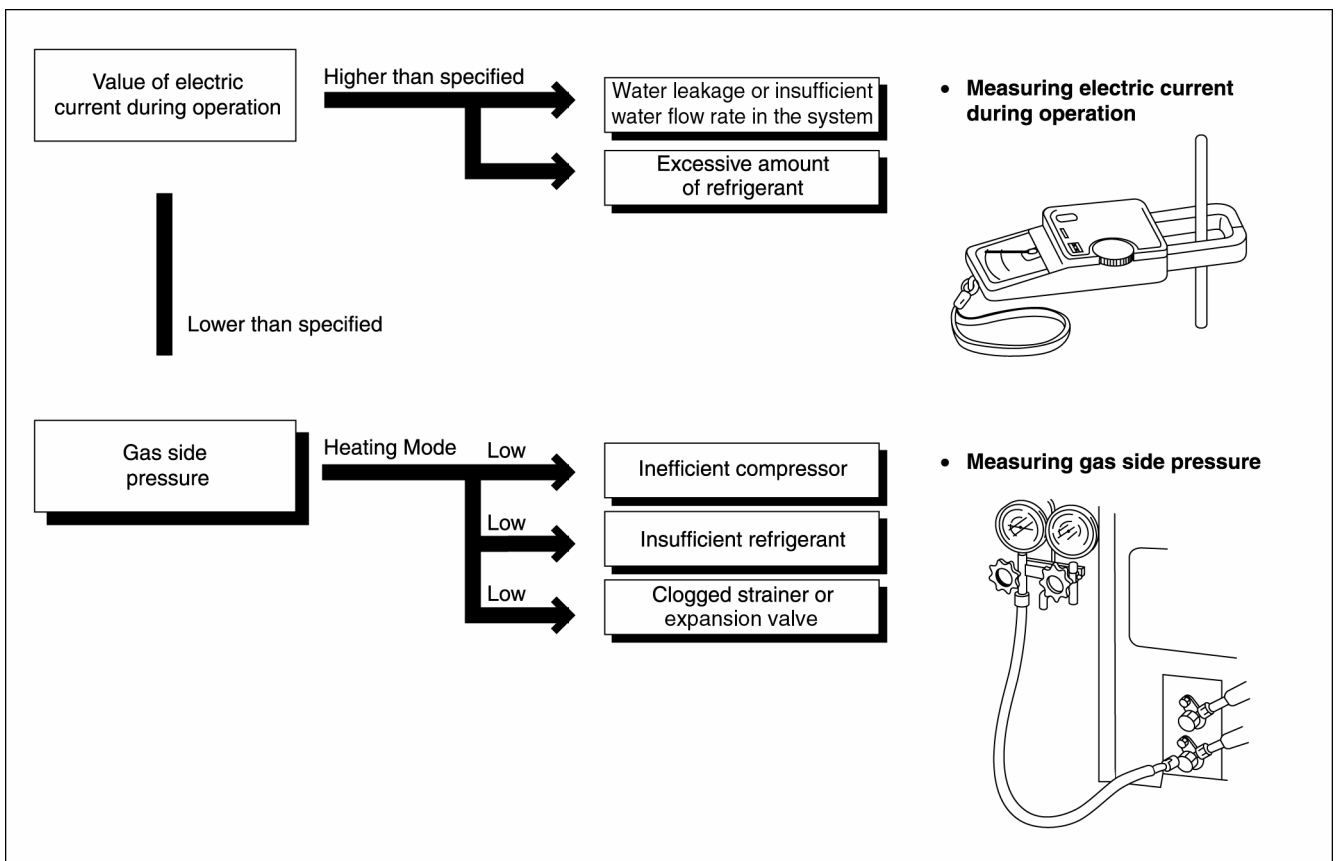 Value of electric
current during operation
Higher than specified
Water leakage or insufficient
water flow rate in the system
Excessive amount
of refrigerant
• Measuring electric current
during operation
Lower than specified
Gas side
pressure
Heating Mode
Low
Inefficient compressor
Low
Insufficient refrigerant
Low
Clogged strainer or
expansion valve
• Measuring gas side pressure